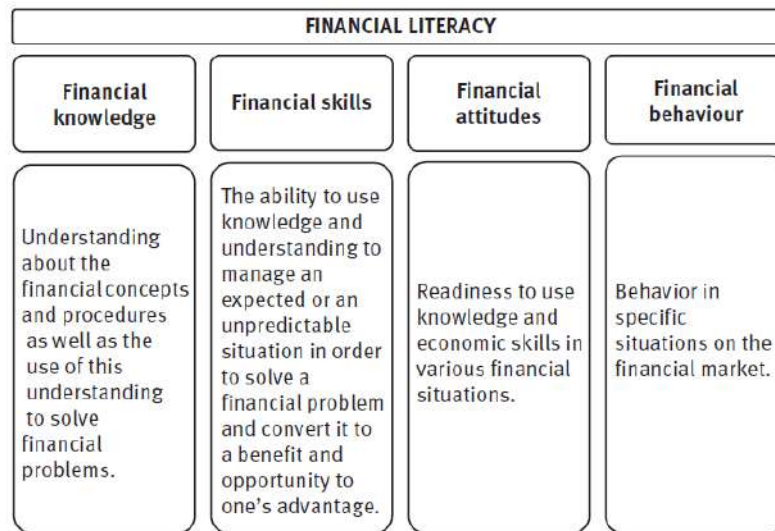 FINANCIAL LITERACY
Financial
knowledge
Financial skills
Financial
attitudes
Financial
behaviour
Understanding
about the
financial concepts
and procedures
as well as the
use of this
understanding
to solve
financial
problems.
The ability to use
knowledge and
understanding to
manage an
expected or an
unpredictable
situation in order
to solve a
financial problem
and convert it to
a benefit and
opportunity to
one's advantage.
Readiness to use
knowledge and
economic skills in
various financial
situations.
Behavior in
specific
situations on the
financial market.